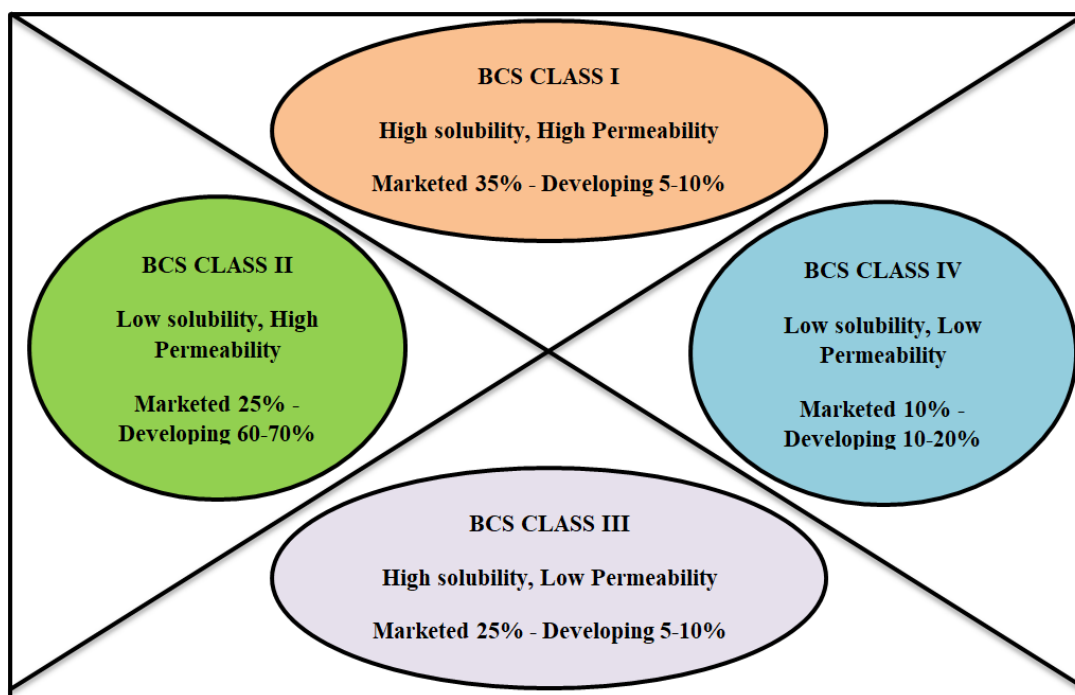 BCS CLASS I
High solubility, High Permeability
Marketed 35% - Developing 5-10%
BCS CLASS II
Low solubility, High
Permeability
Marketed 25% -
Developing 60-70%
BCS CLASS IV
Low solubility, Low
Permeability
Marketed 10% -
Developing 10-20%
BCS CLASS III
High solubility, Low Permeability
Marketed 25% - Developing 5-10%